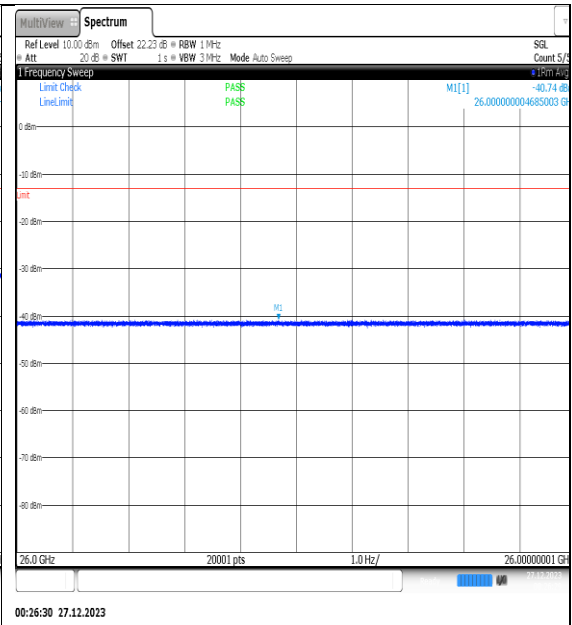 MultiView Spectrum
Ref Level 10.00 dBm Offset 22.23 dB RBW 1 MHz SGL
Att 20 dB SWT 1 s VBW 3 MHz Mode Auto Sweep Count 5/5
1 Frequency Sweep 1Rm Avg
Limit Check PASS M1[1] -40.74 dB
LineLimit PASS 26.000000004685003 GH
0 dBm
-10 dBm
Limit
-20 dBm
-30 dBm
M1
-40 dBm
-50 dBm
-60 dBm
-70 dBm
-80 dBm
26.0 GHz 20001 pts 1.0 Hz/ 26.00000001 GH
27.12.2023
00:26:30 27.12.2023